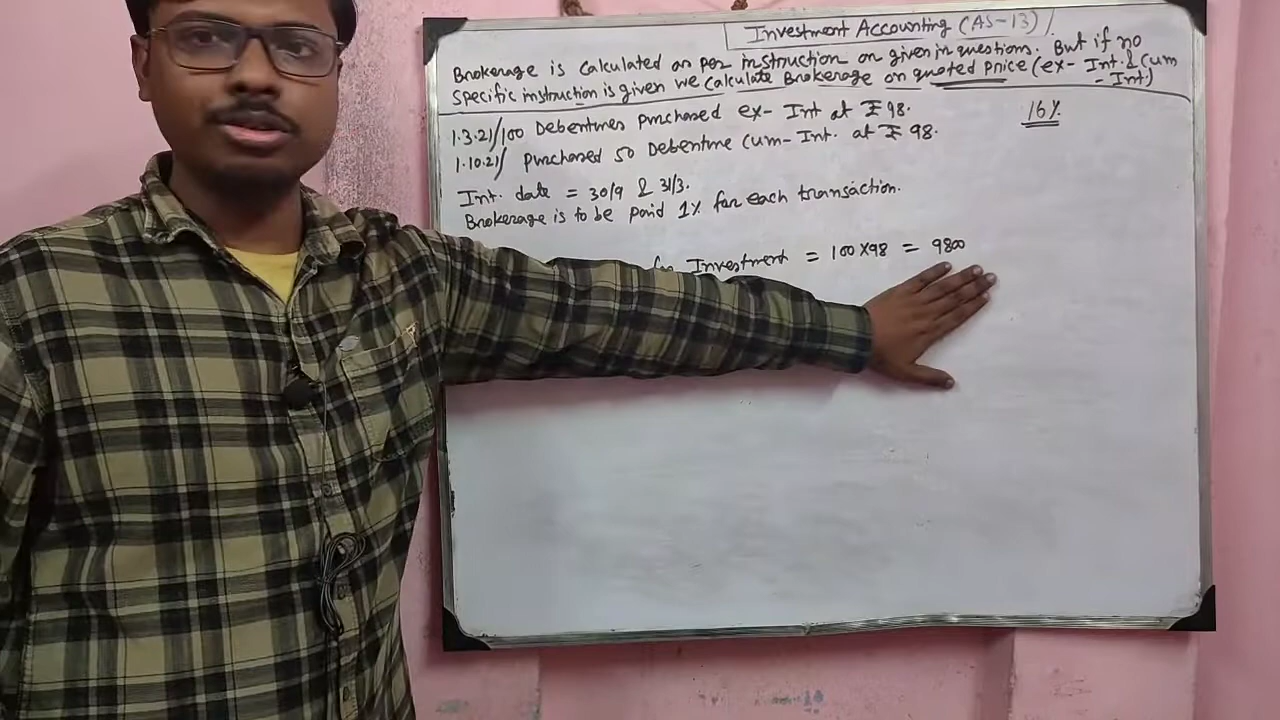 Investment Accounting (AS-13)
Brokerage is calculated as per instruction on given in questions. But if no
specific instruction is given we calculate Brokerage on quoted price (ex-Int. & Cum
-Int)
16%
1.3.21/ 100 Debentures purchased ex-Int at ₹98.
1.10.21/ purchased 50 Debenture Cum-Int. at ₹98.
Int. date = 30/9 & 31/3.
Brokerage is to be paid 1% for each transaction.
Investment = 100×98 = 9800